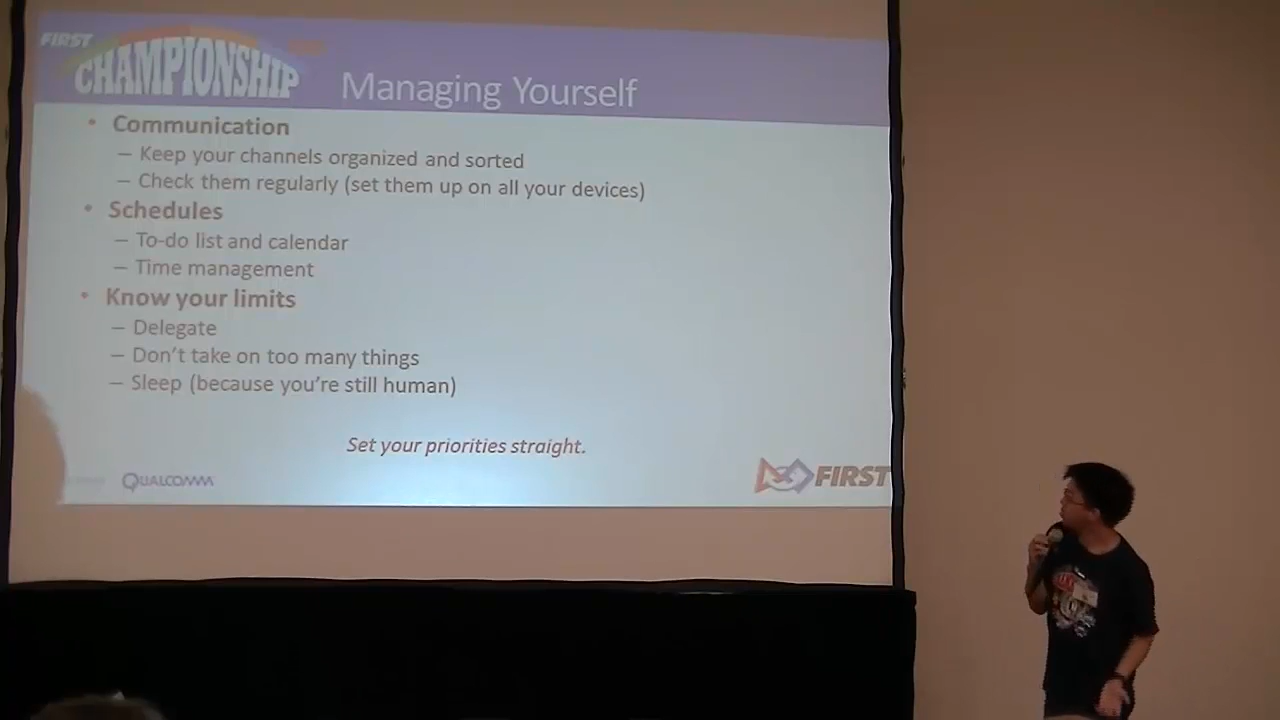 FIRST
CHAMPIONSHIP
Managing Yourself
• Communication
– Keep your channels organized and sorted
– Check them regularly (set them up on all your devices)
• Schedules
– To-do list and calendar
– Time management
• Know your limits
– Delegate
– Don't take on too many things
– Sleep (because you're still human)
Set your priorities straight.
QUALCOMM
FIRST